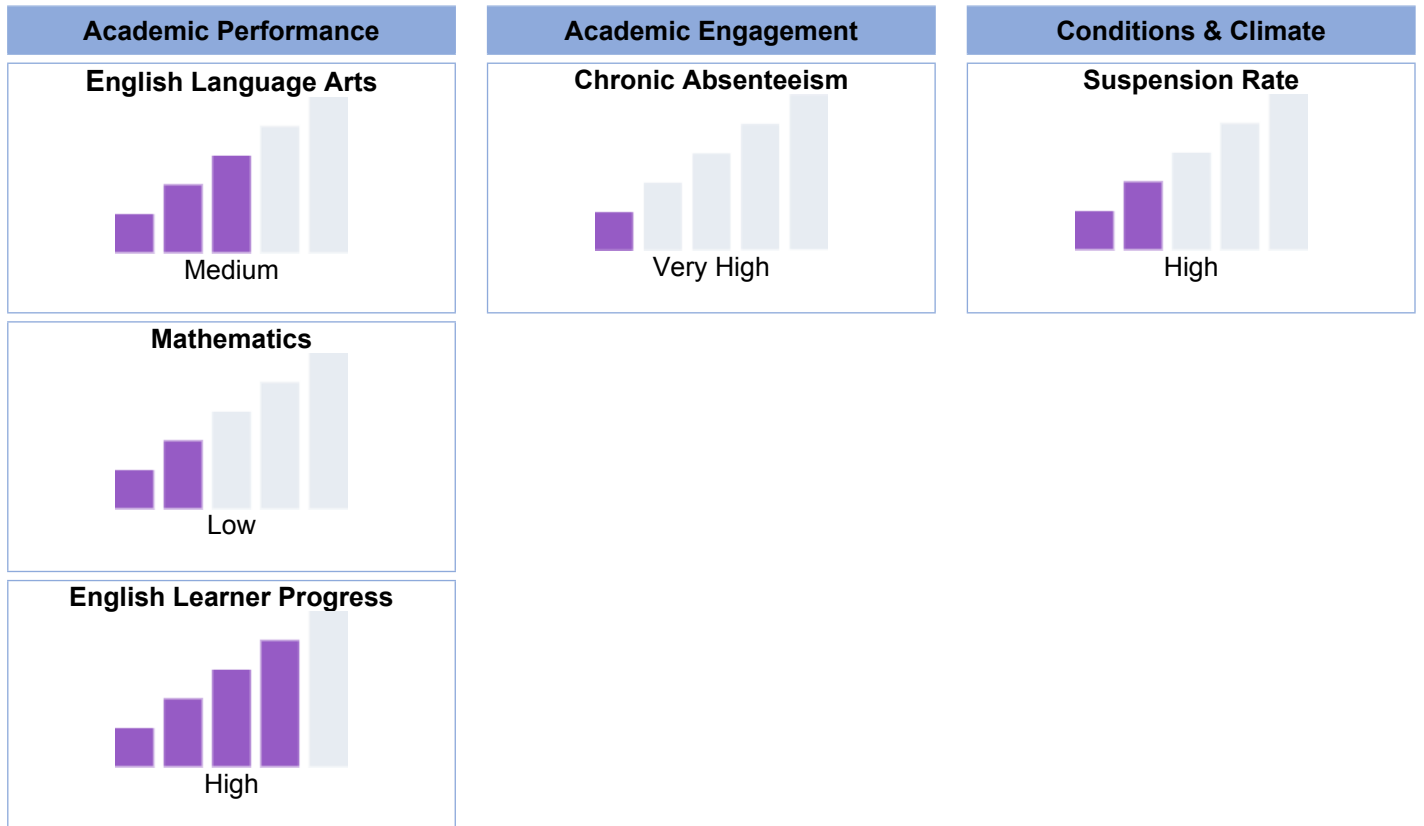 Academic Performance
English Language Arts
Medium
Mathematics
Low
English Learner Progress
High
Academic Engagement
Chronic Absenteeism
Very High
Conditions & Climate
Suspension Rate
High